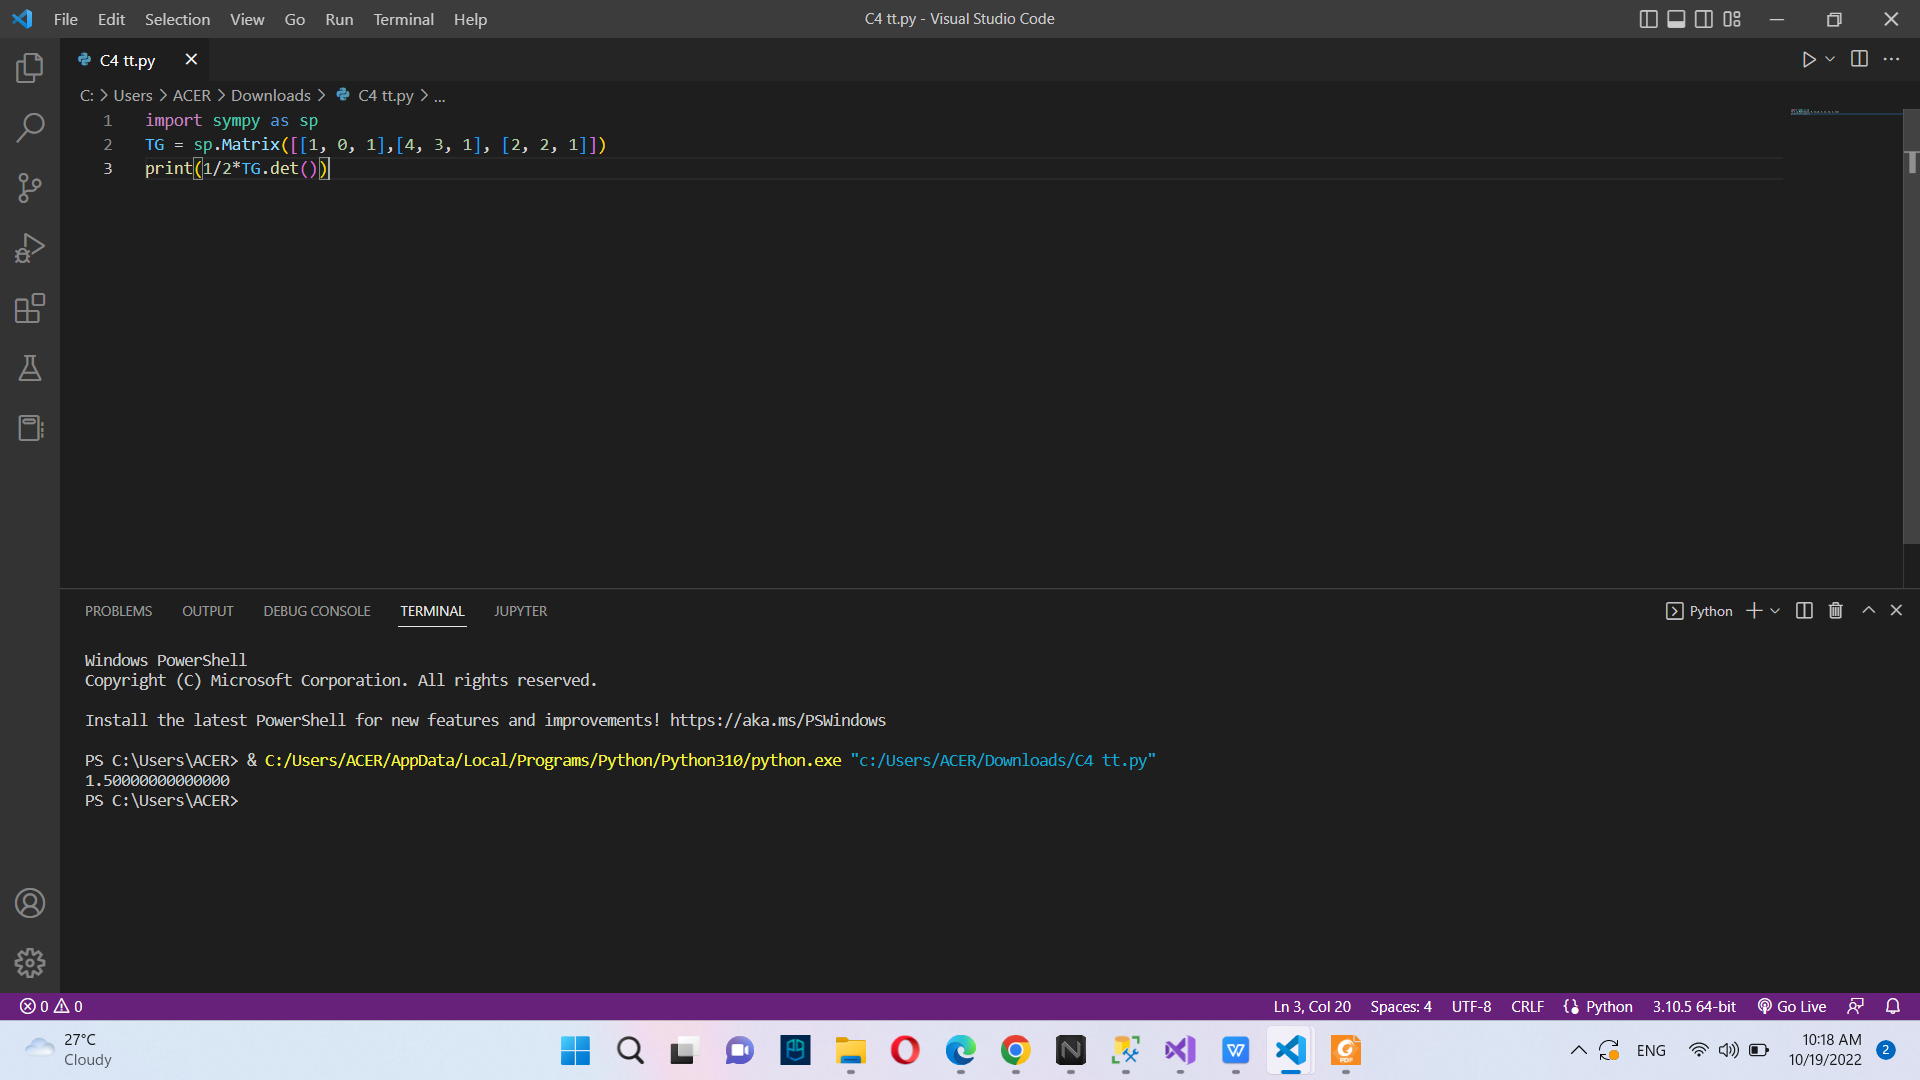 File Edit Selection View Go Run Terminal Help
C4 tt.py - Visual Studio Code
C4 tt.py
C: > Users > ACER > Downloads > C4 tt.py > ...
1 import sympy as sp
2 TG = sp.Matrix([[1, 0, 1],[4, 3, 1], [2, 2, 1]])
3 print(1/2*TG.det())
PROBLEMS OUTPUT DEBUG CONSOLE TERMINAL JUPYTER
Python
Windows PowerShell
Copyright (C) Microsoft Corporation. All rights reserved.
Install the latest PowerShell for new features and improvements! https://aka.ms/PSWindows
PS C:\Users\ACER> & C:/Users/ACER/AppData/Local/Programs/Python/Python310/python.exe "c:/Users/ACER/Downloads/C4 tt.py"
1.50000000000000
PS C:\Users\ACER>
0 0
Ln 3, Col 20 Spaces: 4 UTF-8 CRLF Python 3.10.5 64-bit Go Live
27°C
Cloudy
ENG
10:18 AM
10/19/2022
2